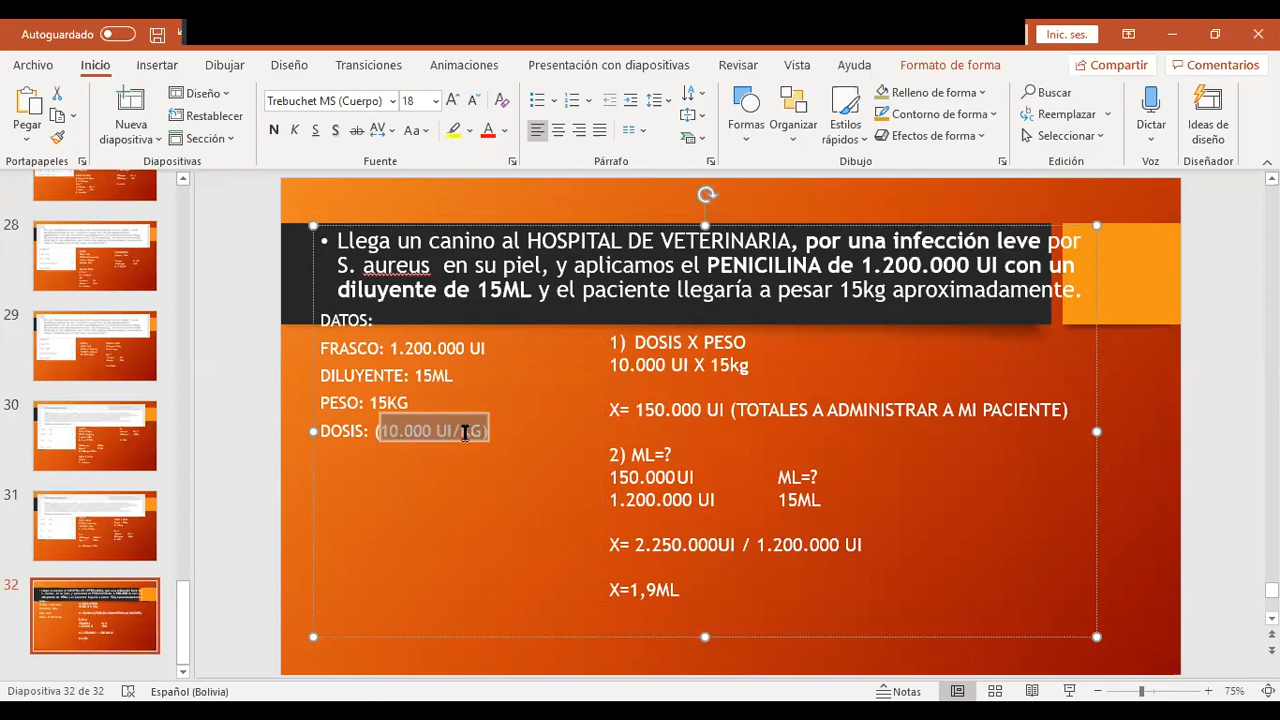 Autoguardado
Inic. ses.
Archivo Inicio Insertar Dibujar Diseño Transiciones Animaciones Presentación con diapositivas Revisar Vista Ayuda Formato de forma Compartir Comentarios
Pegar
Portapapeles
Nueva diapositiva
Diseño
Restablecer
Sección
Diapositivas
Trebuchet MS (Cuerpo) 18
N K S S ab AV Aa A
Fuente
Párrafo
Formas
Organizar
Estilos rápidos
Relleno de forma
Contorno de forma
Efectos de forma
Dibujo
Buscar
Reemplazar
Seleccionar
Edición
Dictar
Voz
Ideas de diseño
Diseñador
28
29
30
31
32
• Llega un canino al HOSPITAL DE VETERINARIA, por una infección leve por
S. aureus en su piel, y aplicamos el PENICILINA de 1.200.000 UI con un
diluyente de 15ML y el paciente llegaría a pesar 15kg aproximadamente.
DATOS:
FRASCO: 1.200.000 UI
DILUYENTE: 15ML
PESO: 15KG
DOSIS: (10.000 UI/KG)
1) DOSIS X PESO
10.000 UI X 15kg
X= 150.000 UI (TOTALES A ADMINISTRAR A MI PACIENTE)
2) ML=?
150.000UI ML=?
1.200.000 UI 15ML
X= 2.250.000UI / 1.200.000 UI
X=1,9ML
Diapositiva 32 de 32 Español (Bolivia) Notas 75%